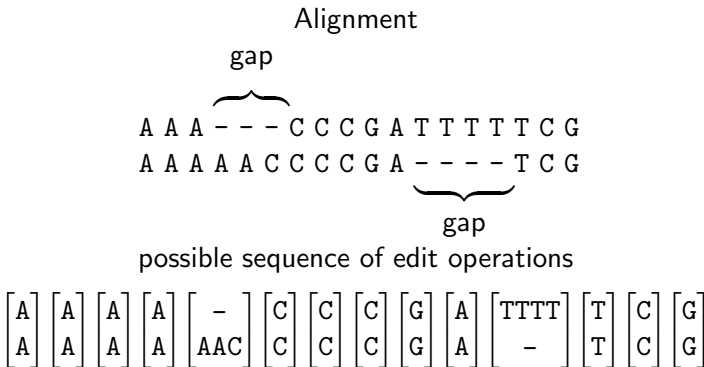 Alignment
gap
A A A - - - C C C G A T T T T T C G
A A A A A C C C C G A - - - - T C G
gap
possible sequence of edit operations
[A] [A] [A] [A] [-] [C] [C] [C] [G] [A] [TTTT] [T] [C] [G]
[A] [A] [A] [A] [AAC] [C] [C] [C] [G] [A] [-] [T] [C] [G]